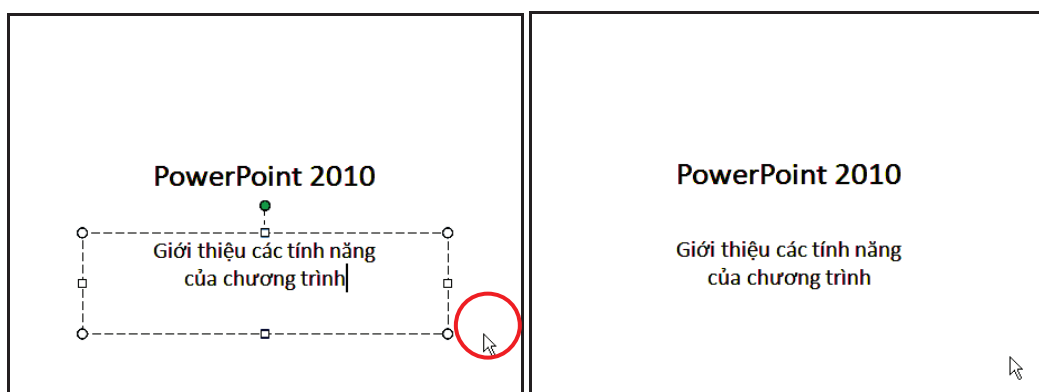 PowerPoint 2010
Giới thiệu các tính năng
của chương trình
PowerPoint 2010
Giới thiệu các tính năng
của chương trình